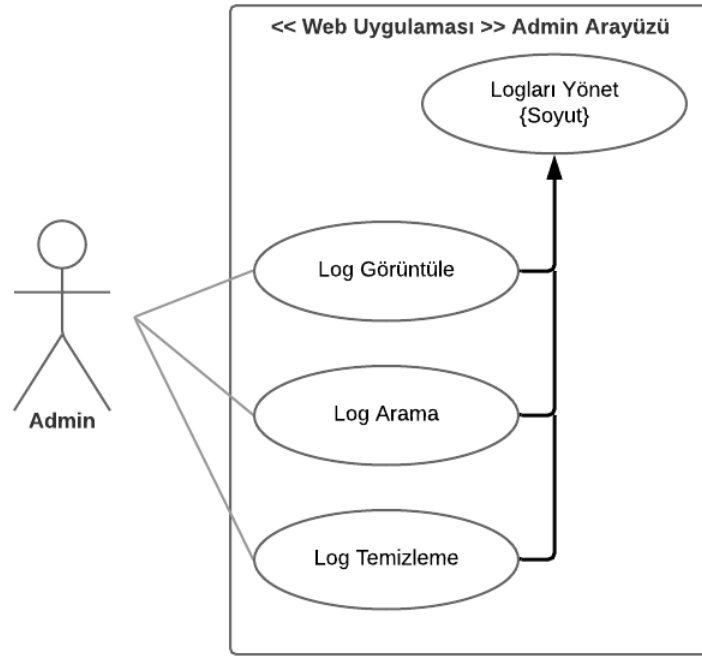 << Web Uygulaması >> Admin Arayüzü
Logları Yönet
{Soyut}
Log Görüntüle
Log Arama
Admin
Log Temizleme